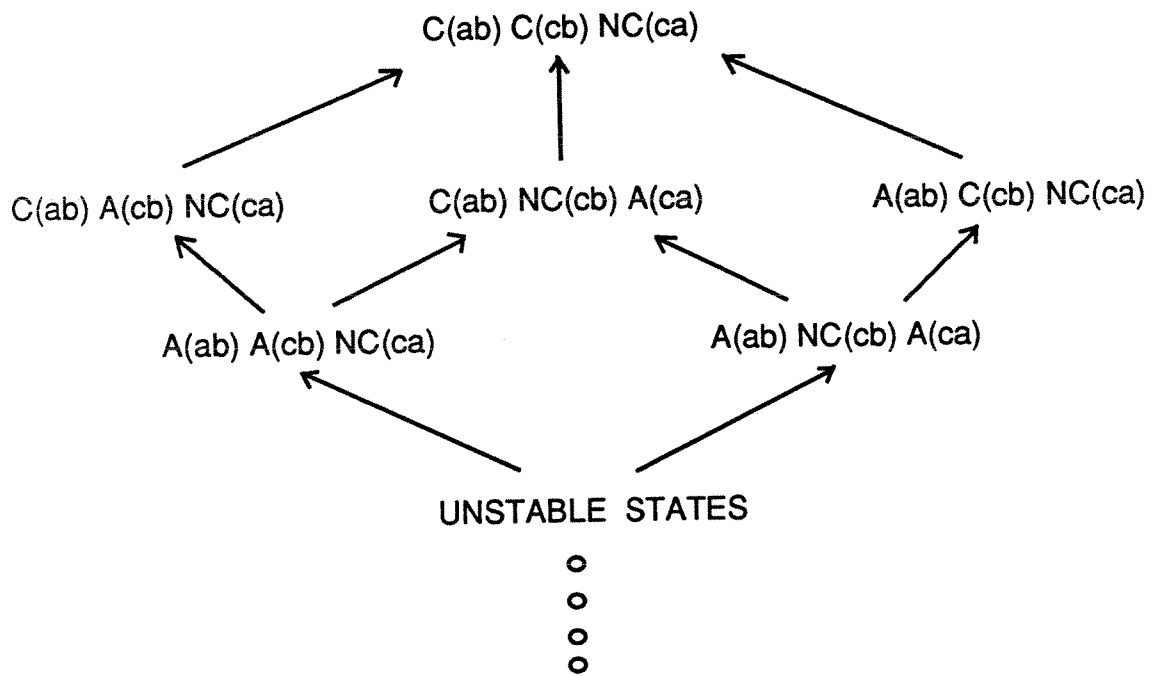 C(ab) C(cb) NC(ca)
C(ab) A(cb) NC(ca)
C(ab) NC(cb) A(ca)
A(ab) C(cb) NC(ca)
A(ab) A(cb) NC(ca)
A(ab) NC(cb) A(ca)
UNSTABLE STATES